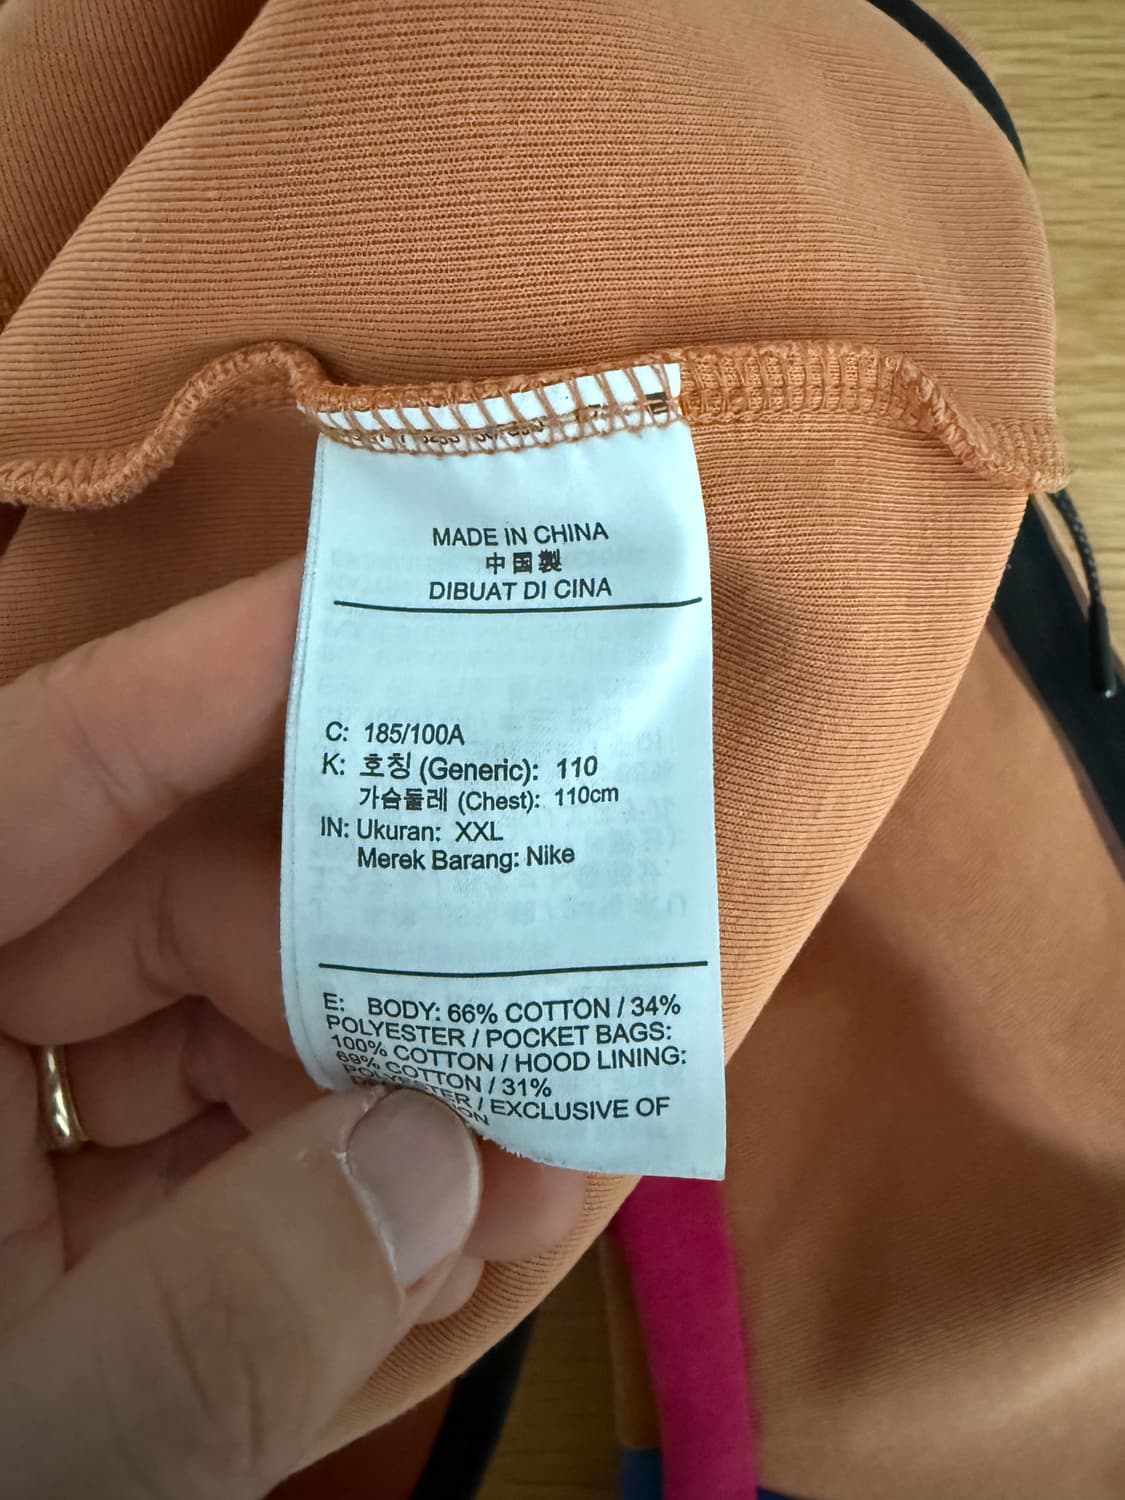 MADE IN CHINA
中国製
DIBUAT DI CINA
C: 185/100A
K: 호칭 (Generic): 110
가슴둘레 (Chest): 110cm
IN: Ukuran: XXL
Merek Barang: Nike
E: BODY: 66% COTTON / 34%
POLYESTER / POCKET BAGS:
100% COTTON / HOOD LINING:
69% COTTON / 31%
POLYESTER / EXCLUSIVE OF